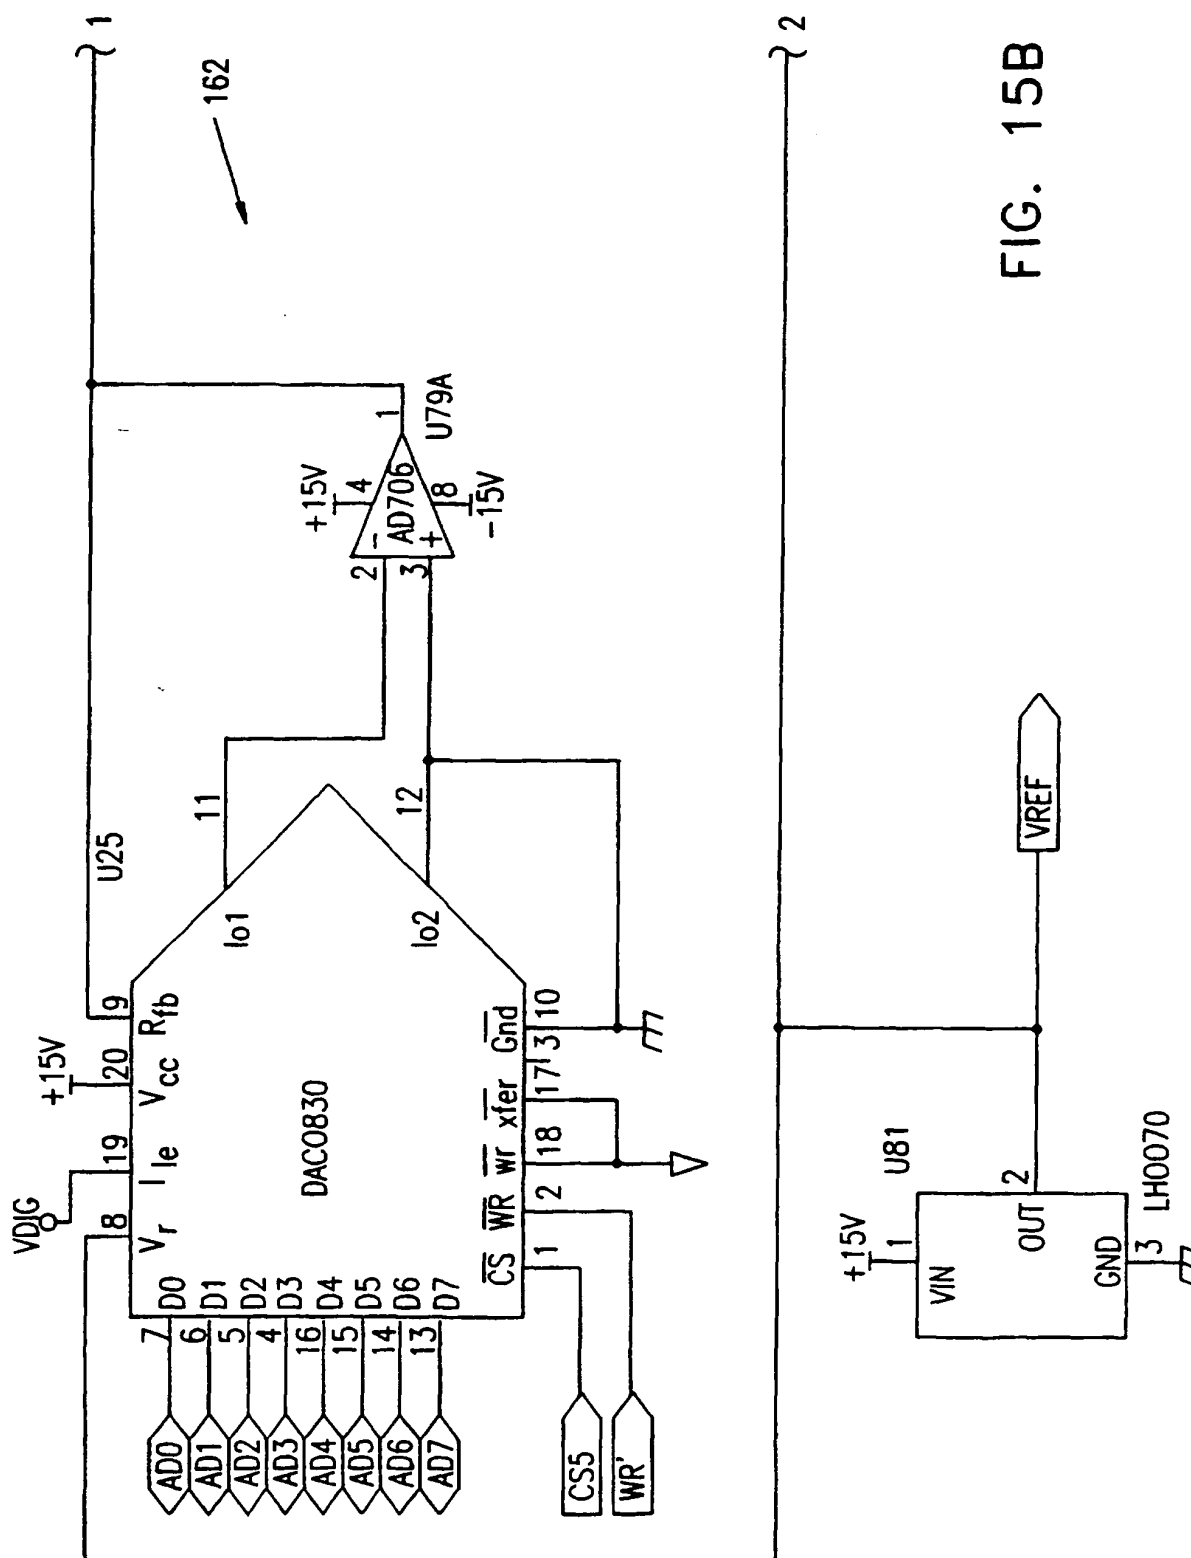 1
162
U25
VDIG
+15V
8
19
20
9
Vr
Ile
Vcc
Rfb
AD0 7 D0
AD1 6 D1
AD2 5 D2
AD3 4 D3
AD4 16 D4
AD5 15 D5
AD6 14 D6
AD7 13 D7
DAC0830
Io1
11
Io2
12
CS
WR
wr
xfer
Gnd
1
2
18
17
3
10
CS5
WR'
+15V
4
2
-
AD706
1
3
+
8
-15V
U79A
2
+15V
1
U81
VIN
OUT
2
GND
3
LH0070
VREF
FIG. 15B